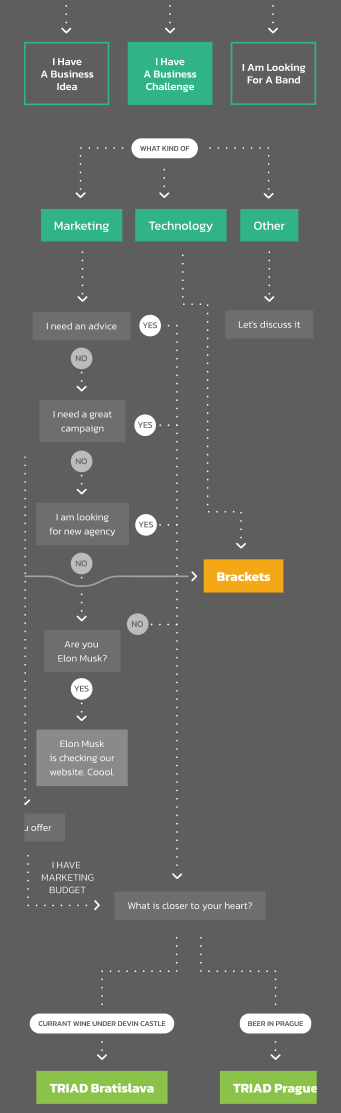 I Have
A Business
Idea
I Have
A Business
Challenge
I Am Looking
For A Band
WHAT KIND OF
Marketing
Technology
Other
I need an advice
YES
Let's discuss it
NO
I need a great
campaign
YES
NO
I am looking
for new agency
YES
NO
Brackets
NO
Are you
Elon Musk?
YES
Elon Musk
is checking our
website. Coool.
u offer
I HAVE
MARKETING
BUDGET
What is closer to your heart?
CURRANT WINE UNDER DEVIN CASTLE
BEER IN PRAGUE
TRIAD Bratislava
TRIAD Prague